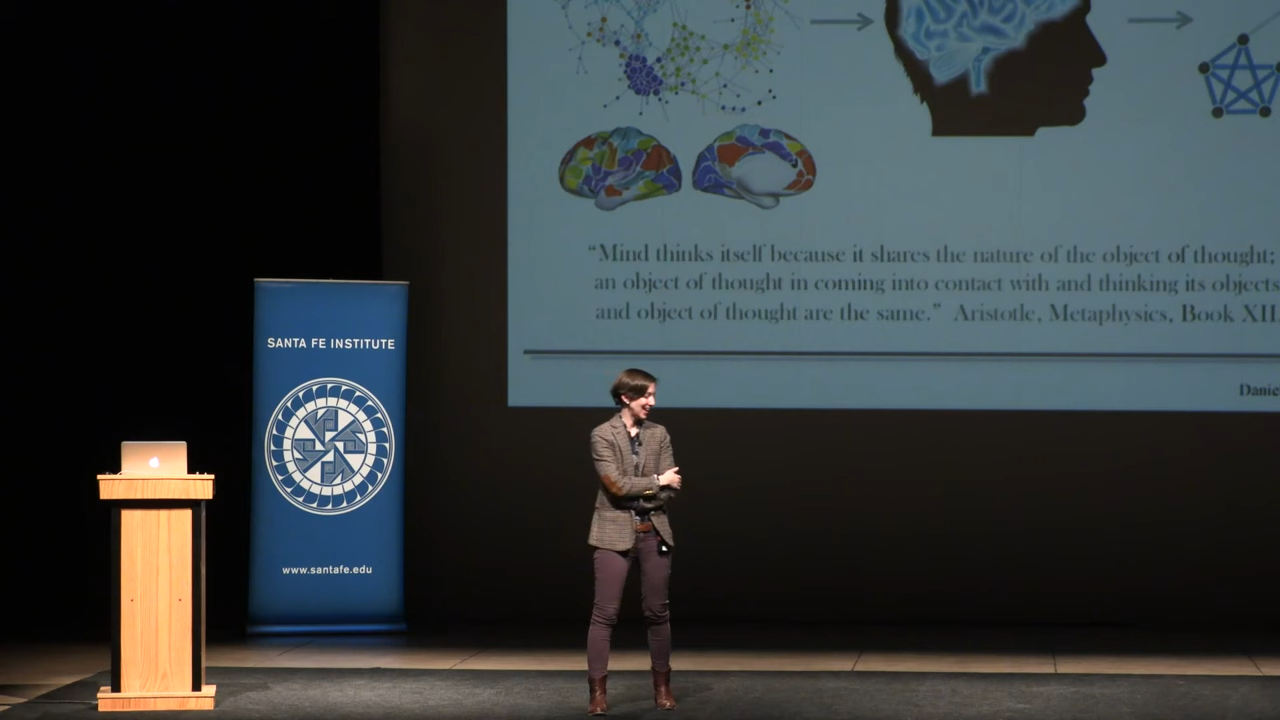 “Mind thinks itself because it shares the nature of the object of thought;
an object of thought in coming into contact with and thinking its objects
and object of thought are the same.” Aristotle, Metaphysics, Book XII
Danie
SANTA FE INSTITUTE
www.santafe.edu